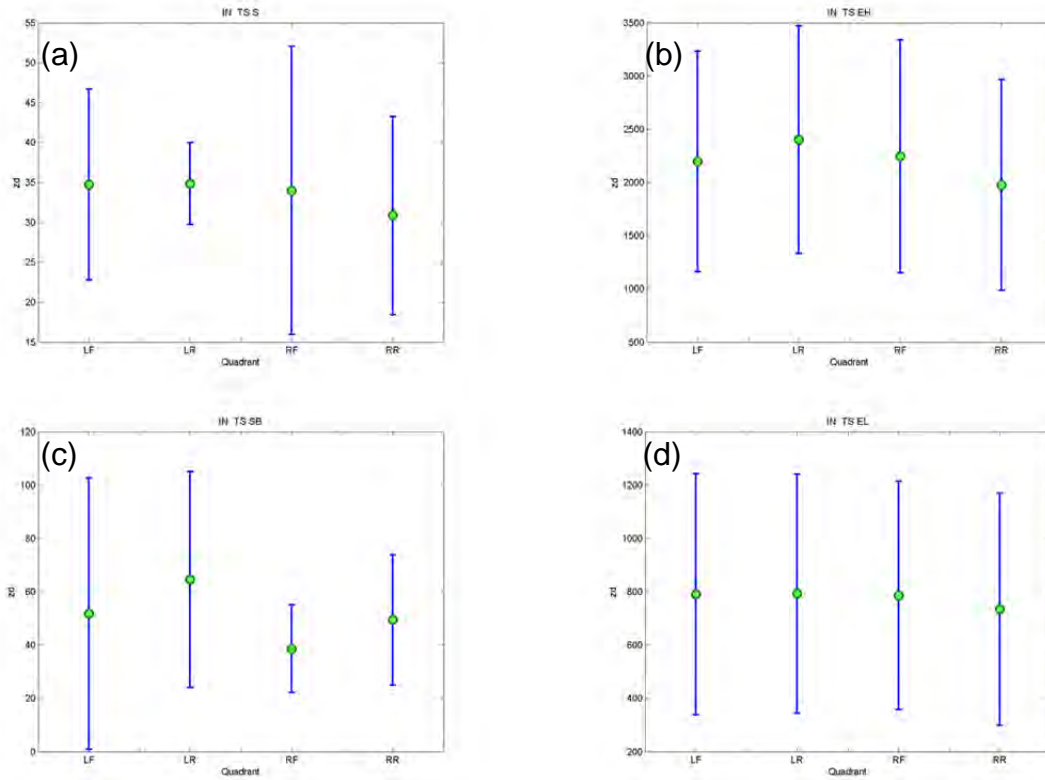 IN TS S
(a)
55
50
45
40
35
30
25
20
15
zd
LF LR RF RR
Quadrant
IN TS EH
(b)
3500
3000
2500
2000
1500
1000
500
zd
LF LR RF RR
Quadrant
IN TS SB
(c)
120
100
80
60
40
20
0
zd
LF LR RF RR
Quadrant
IN TS EL
(d)
1400
1200
1000
800
600
400
200
zd
LF LR RF RR
Quadrant